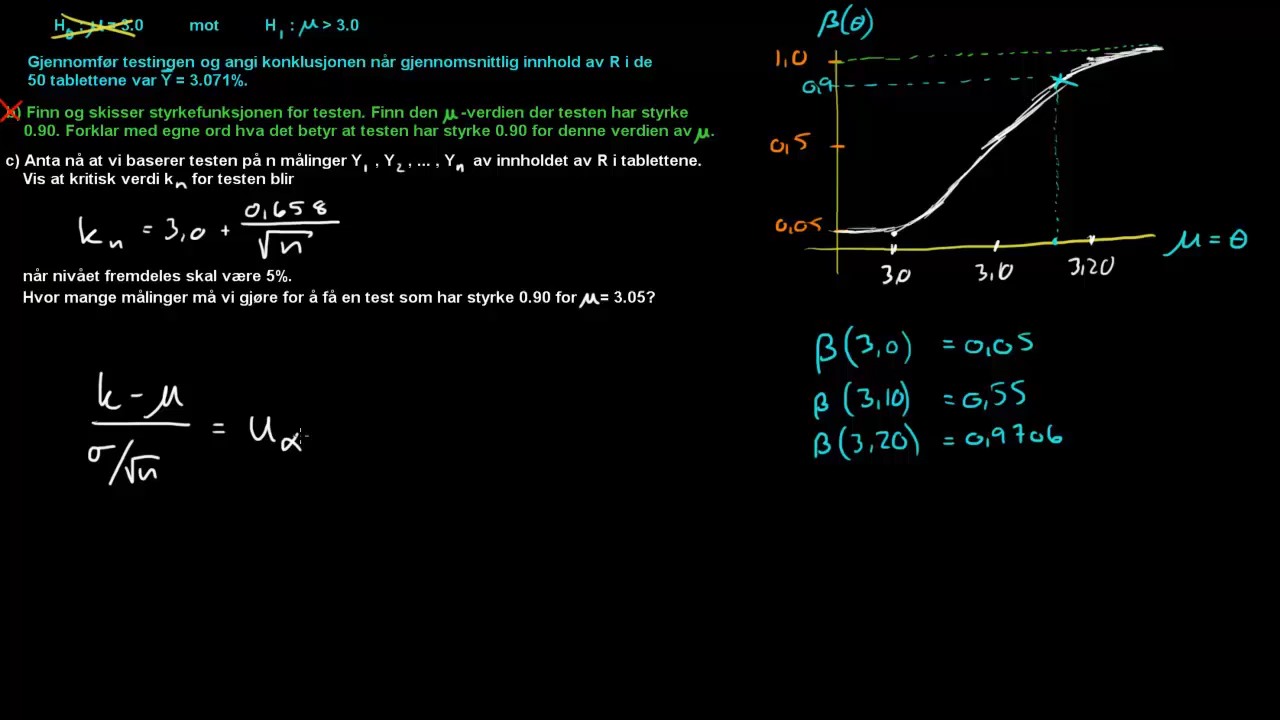 H₀ : μ = 3.0 mot H₁ : μ > 3.0
Gjennomfør testingen og angi konklusjonen når gjennomsnittlig innhold av R i de
50 tablettene var Ȳ = 3.071%.
b) Finn og skisser styrkefunksjonen for testen. Finn den μ-verdien der testen har styrke
0.90. Forklar med egne ord hva det betyr at testen har styrke 0.90 for denne verdien av μ.
c) Anta nå at vi baserer testen på n målinger Y₁ , Y₂ , ... , Yₙ av innholdet av R i tablettene.
Vis at kritisk verdi kₙ for testen blir
kₙ = 3,0 + 0,658 / √n
når nivået fremdeles skal være 5%.
Hvor mange målinger må vi gjøre for å få en test som har styrke 0.90 for μ = 3.05?
k - μ
σ/√n
= u_α
β(θ)
1,0
0,9
0,5
0,05
3,0 3,10 3,20
μ = θ
β(3,0) = 0,05
β(3,10) = 0,55
β(3,20) = 0,9706